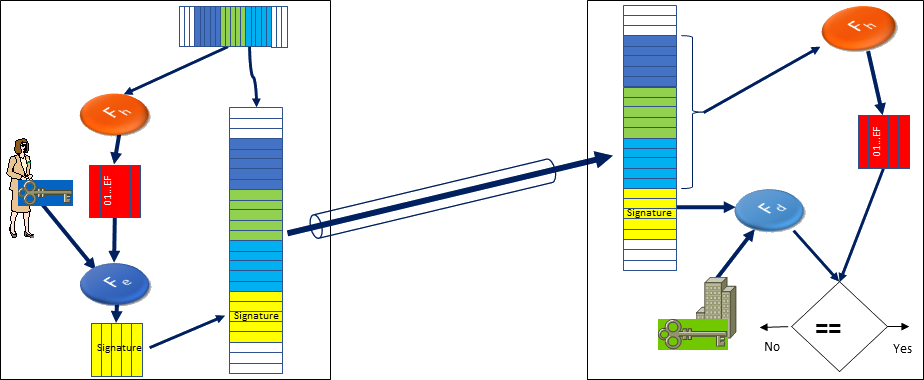 F h
01...EF
F e
Signature
Signature
F h
01...EF
Signature
F d
==
No
Yes